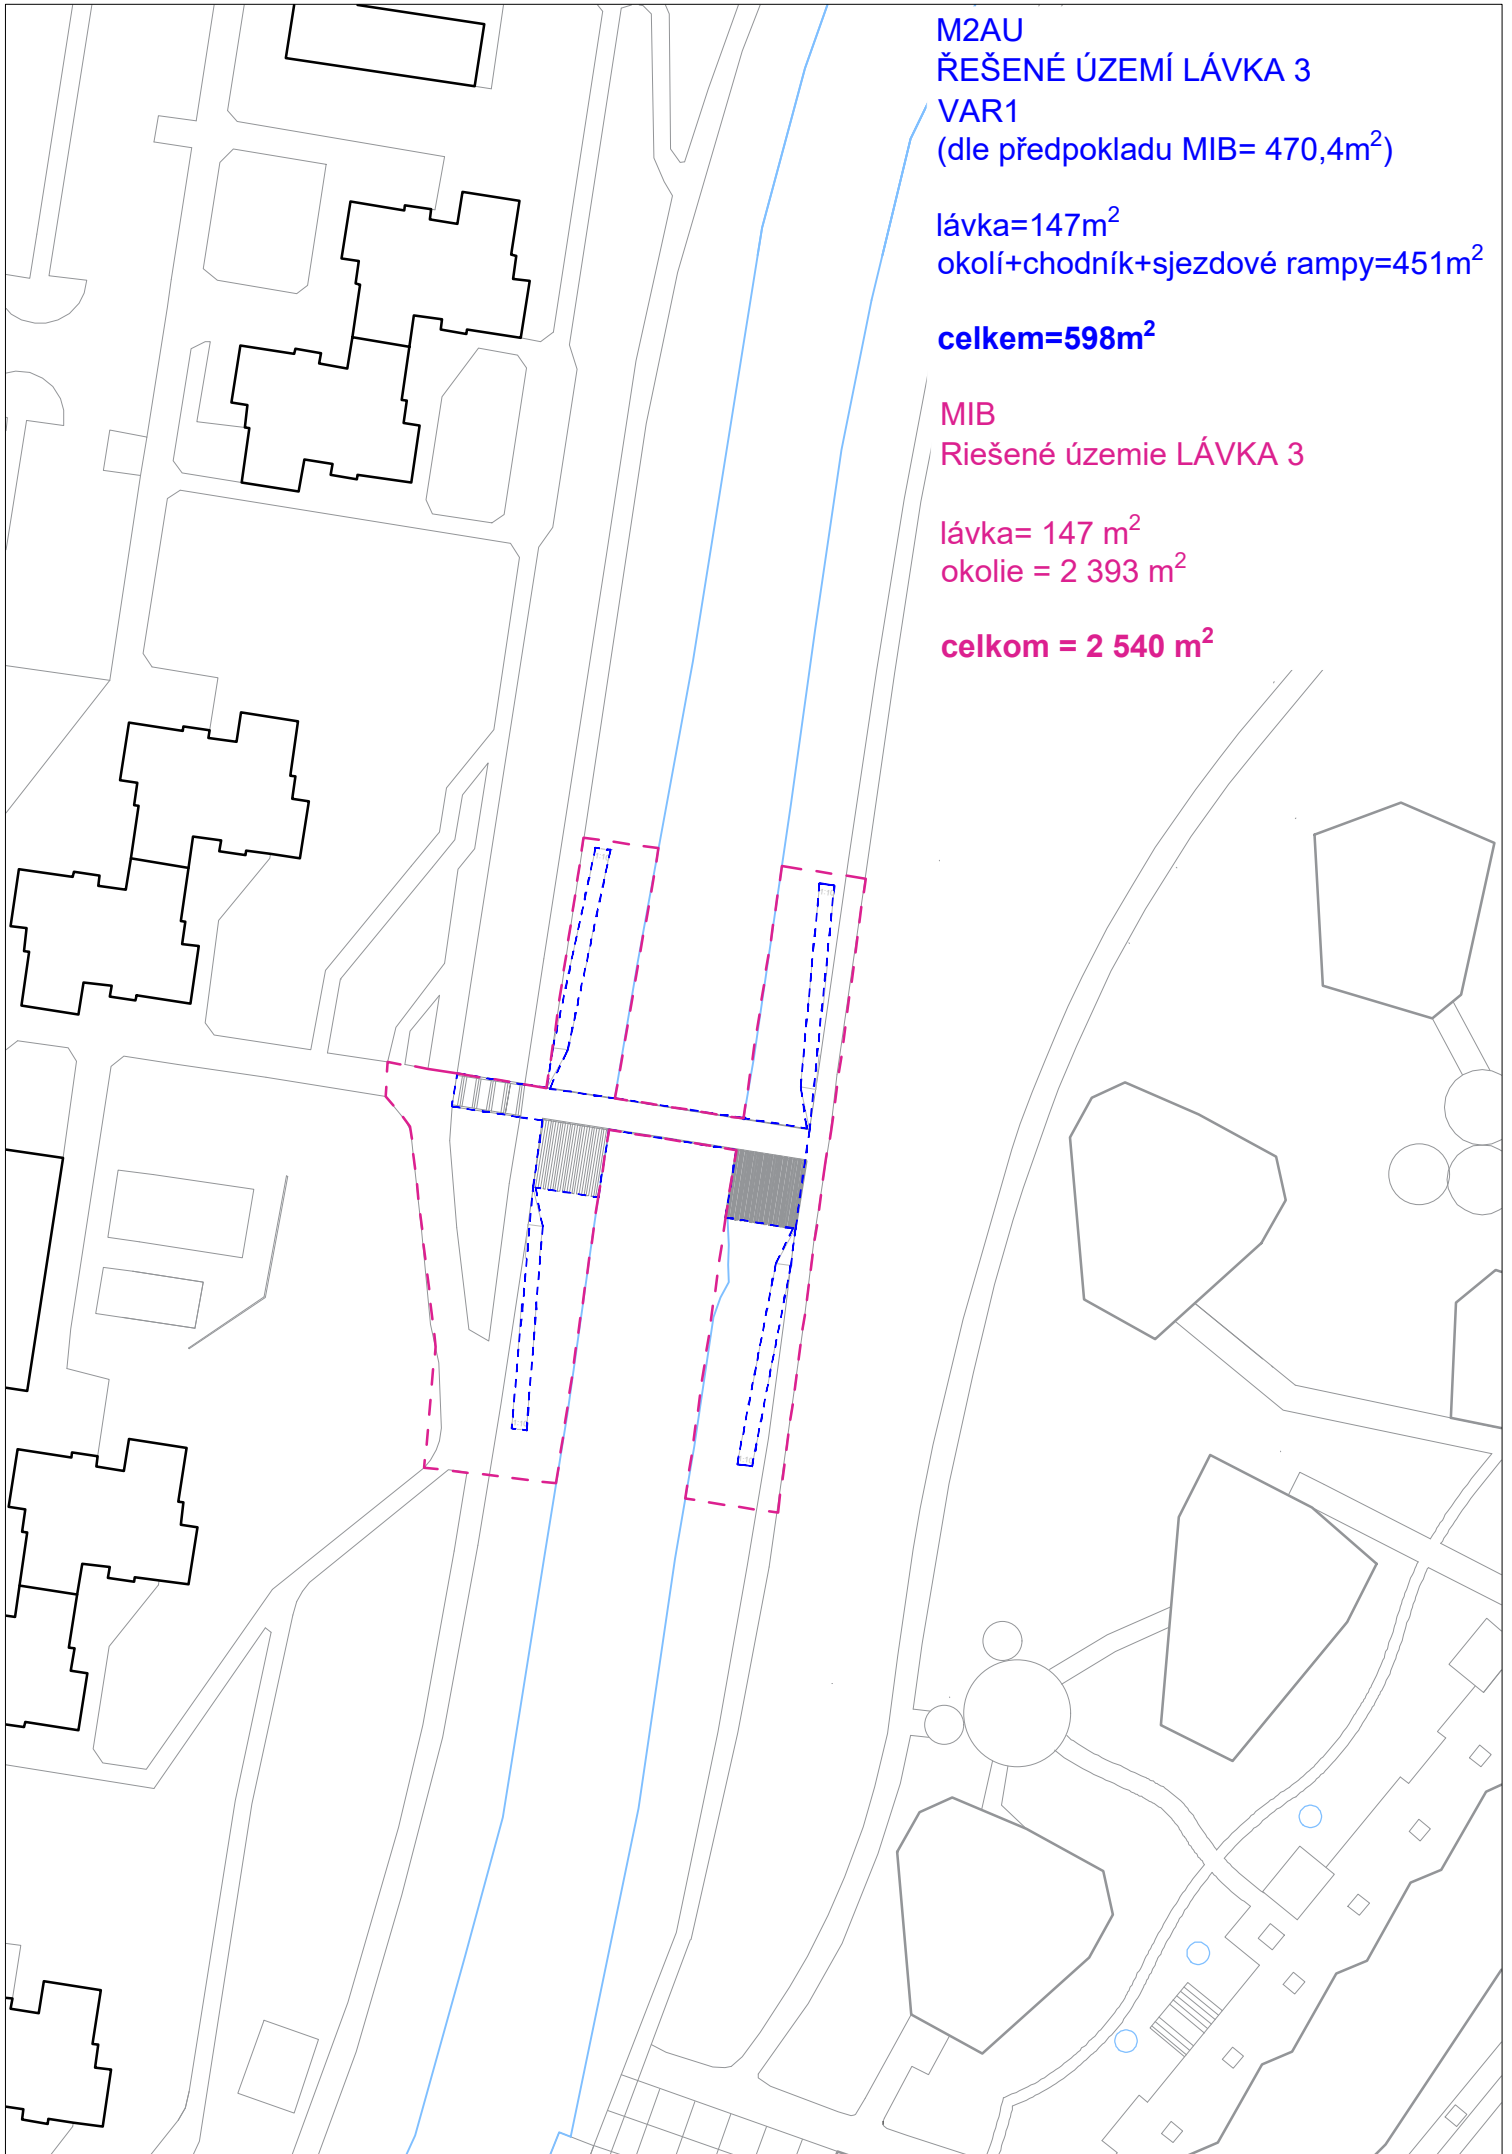 M2AU
ŘEŠENÉ ÚZEMÍ LÁVKA 3
VAR1
(dle předpokladu MIB= 470,4m²)
lávka=147m²
okolí+chodník+sjezdové rampy=451m²
celkem=598m²
MIB
Riešené územie LÁVKA 3
lávka= 147 m²
okolie = 2 393 m²
celkom = 2 540 m²